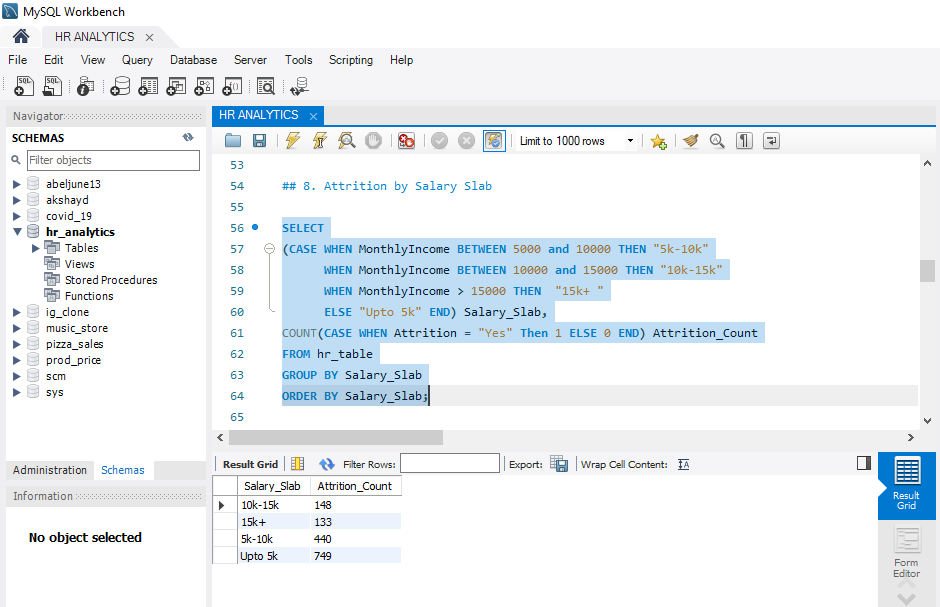 MySQL Workbench
HR ANALYTICS ×
File Edit View Query Database Server Tools Scripting Help
Navigator
HR ANALYTICS ×
SCHEMAS
Filter objects
Limit to 1000 rows
abeljune13
akshayd
covid_19
hr_analytics
Tables
Views
Stored Procedures
Functions
ig_clone
music_store
pizza_sales
prod_price
scm
sys
53
54 ## 8. Attrition by Salary Slab
55
56 SELECT
57 (CASE WHEN MonthlyIncome BETWEEN 5000 and 10000 THEN "5k-10k"
58 WHEN MonthlyIncome BETWEEN 10000 and 15000 THEN "10k-15k"
59 WHEN MonthlyIncome > 15000 THEN "15k+ "
60 ELSE "Upto 5k" END) Salary_Slab,
61 COUNT(CASE WHEN Attrition = "Yes" Then 1 ELSE 0 END) Attrition_Count
62 FROM hr_table
63 GROUP BY Salary_Slab
64 ORDER BY Salary_Slab;
65
Administration Schemas
Information
No object selected
Result Grid Filter Rows: Export: Wrap Cell Content: IA
Salary_Slab Attrition_Count
10k-15k 148
15k+ 133
5k-10k 440
Upto 5k 749
Result
Grid
Form
Editor